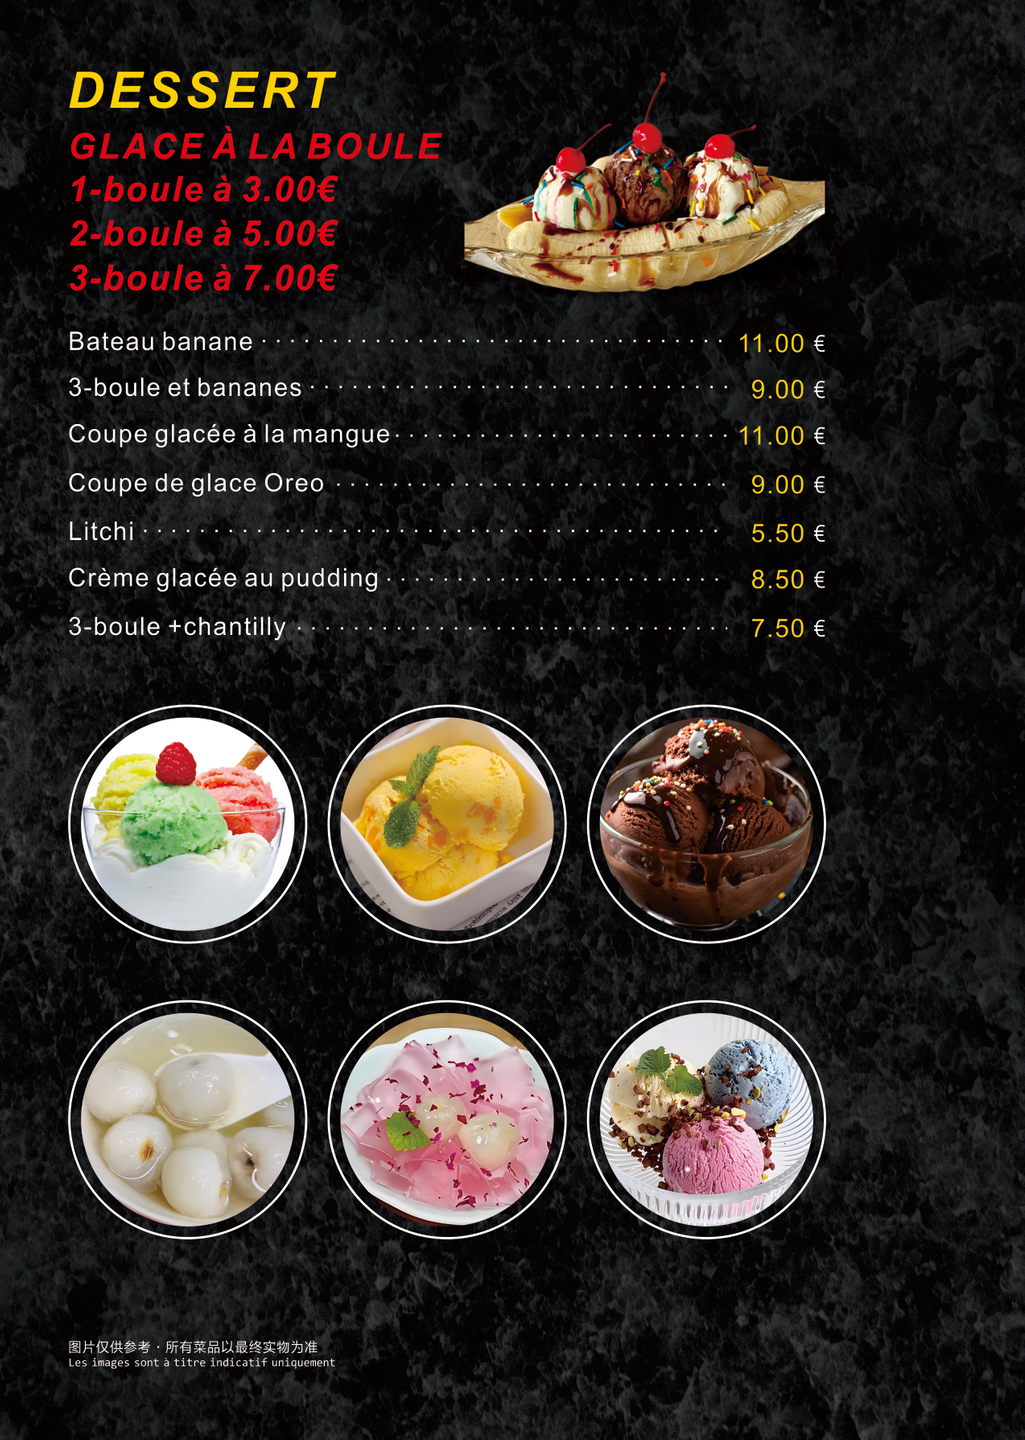 DESSERT
GLACE À LA BOULE
1-boule à 3.00€
2-boule à 5.00€
3-boule à 7.00€
Bateau banane 11.00 €
3-boule et bananes 9.00 €
Coupe glacée à la mangue 11.00 €
Coupe de glace Oreo 9.00 €
Litchi 5.50 €
Crème glacée au pudding 8.50 €
3-boule +chantilly 7.50 €
图片仅供参考 · 所有菜品以最终实物为准
Les images sont à titre indicatif uniquement